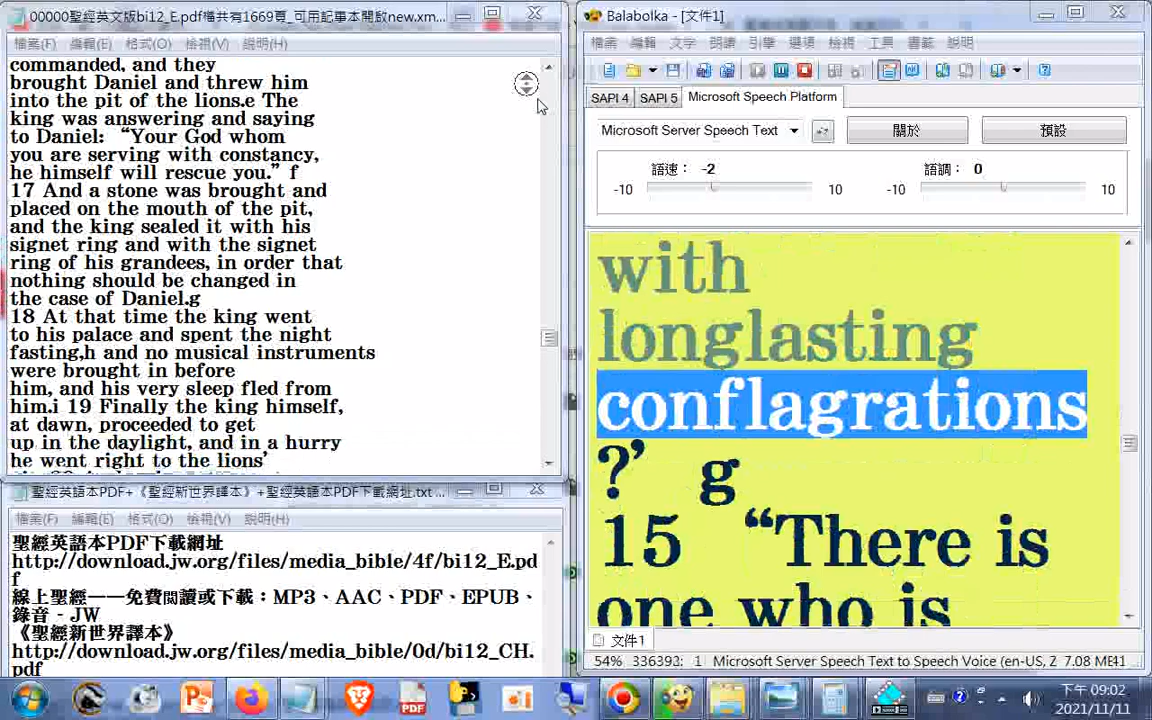 00000聖經英文版bi12_E.pdf檔共有1669頁_可用記事本開啟new.xm...
檔案(F) 編輯(E) 格式(O) 檢視(V) 說明(H)
commanded, and they
brought Daniel and threw him
into the pit of the lions.e The
king was answering and saying
to Daniel: “Your God whom
you are serving with constancy,
he himself will rescue you.” f
17 And a stone was brought and
placed on the mouth of the pit,
and the king sealed it with his
signet ring and with the signet
ring of his grandees, in order that
nothing should be changed in
the case of Daniel.g
18 At that time the king went
to his palace and spent the night
fasting,h and no musical instruments
were brought in before
him, and his very sleep fled from
him.i 19 Finally the king himself,
at dawn, proceeded to get
up in the daylight, and in a hurry
he went right to the lions’
聖經英語本PDF+《聖經新世界譯本》+聖經英語本PDF下載網址.txt ...
檔案(F) 編輯(E) 格式(O) 檢視(V) 說明(H)
聖經英語本PDF下載網址
http://download.jw.org/files/media_bible/4f/bi12_E.pd
f
線上聖經——免費閱讀或下載：MP3、AAC、PDF、EPUB、
錄音 - JW
《聖經新世界譯本》
http://download.jw.org/files/media_bible/0d/bi12_CH.
pdf
Balabolka - [文件1]
檔案 編輯 文字 朗讀 引擎 選項 檢視 工具 書籤 說明
SAPI 4 SAPI 5 Microsoft Speech Platform
Microsoft Server Speech Text 關於 預設
語速： -2 語調： 0
-10 10 -10 10
with
longlasting
conflagrations
?’ g
15 “There is
one who is
文件1
54% 336392: 1 Microsoft Server Speech Text to Speech Voice (en-US, Z 7.08 ME41
下午 09:02
2021/11/11